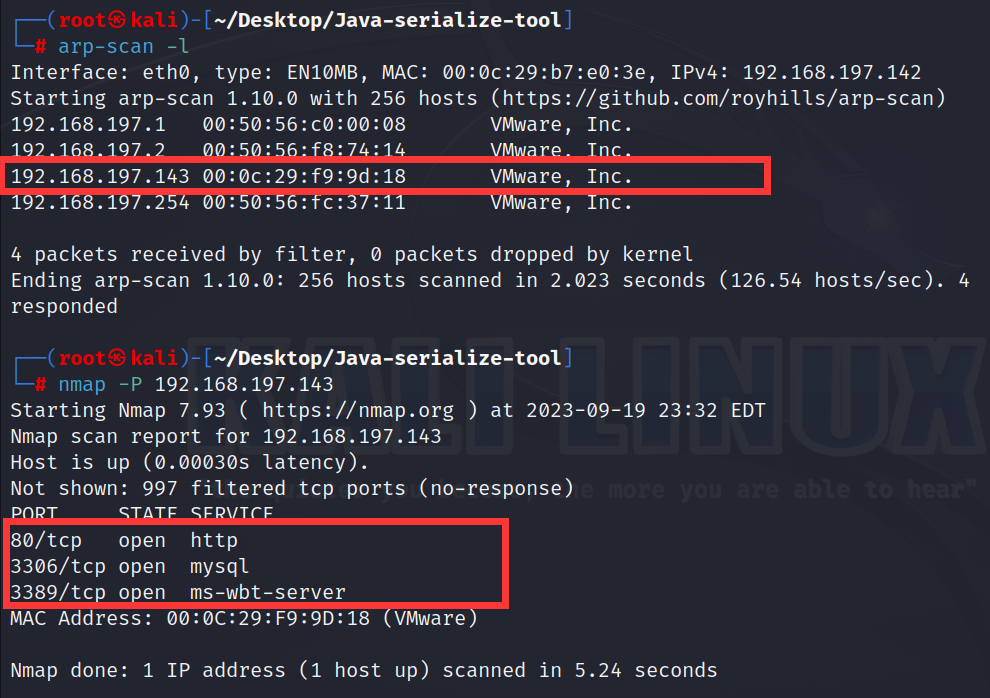 ┌──(root㉿kali)-[~/Desktop/Java-serialize-tool]
└─# arp-scan -l
Interface: eth0, type: EN10MB, MAC: 00:0c:29:b7:e0:3e, IPv4: 192.168.197.142
Starting arp-scan 1.10.0 with 256 hosts (https://github.com/royhills/arp-scan)
192.168.197.1   00:50:56:c0:00:08       VMware, Inc.
192.168.197.2   00:50:56:f8:74:14       VMware, Inc.
192.168.197.143 00:0c:29:f9:9d:18       VMware, Inc.
192.168.197.254 00:50:56:fc:37:11       VMware, Inc.
4 packets received by filter, 0 packets dropped by kernel
Ending arp-scan 1.10.0: 256 hosts scanned in 2.023 seconds (126.54 hosts/sec). 4
responded
┌──(root㉿kali)-[~/Desktop/Java-serialize-tool]
└─# nmap -P 192.168.197.143
Starting Nmap 7.93 ( https://nmap.org ) at 2023-09-19 23:32 EDT
Nmap scan report for 192.168.197.143
Host is up (0.00030s latency).
Not shown: 997 filtered tcp ports (no-response)
PORT     STATE SERVICE
80/tcp   open  http
3306/tcp open  mysql
3389/tcp open  ms-wbt-server
MAC Address: 00:0C:29:F9:9D:18 (VMware)
Nmap done: 1 IP address (1 host up) scanned in 5.24 seconds
KALI LINUX
the more you are able to hear"